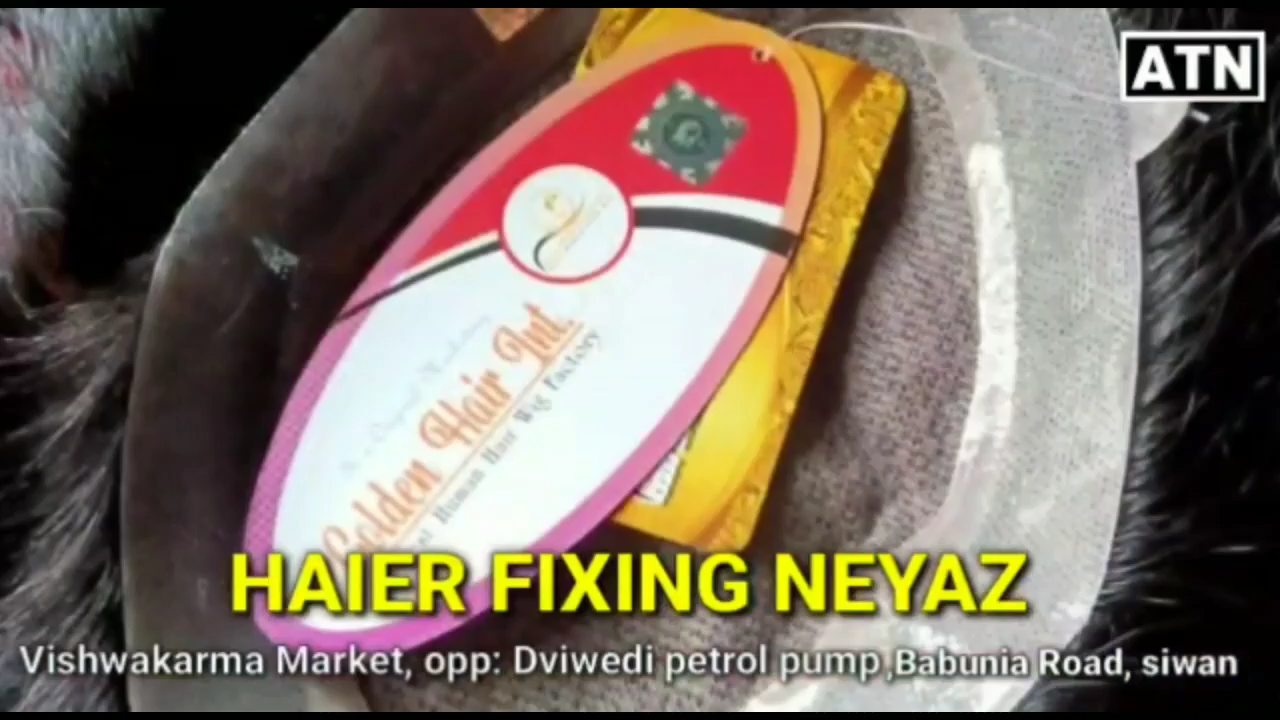 ATN
Golden Hair Int.
Human Hair Wig Factory
HAIER FIXING NEYAZ
Vishwakarma Market, opp: Dviwedi petrol pump,Babunia Road, siwan